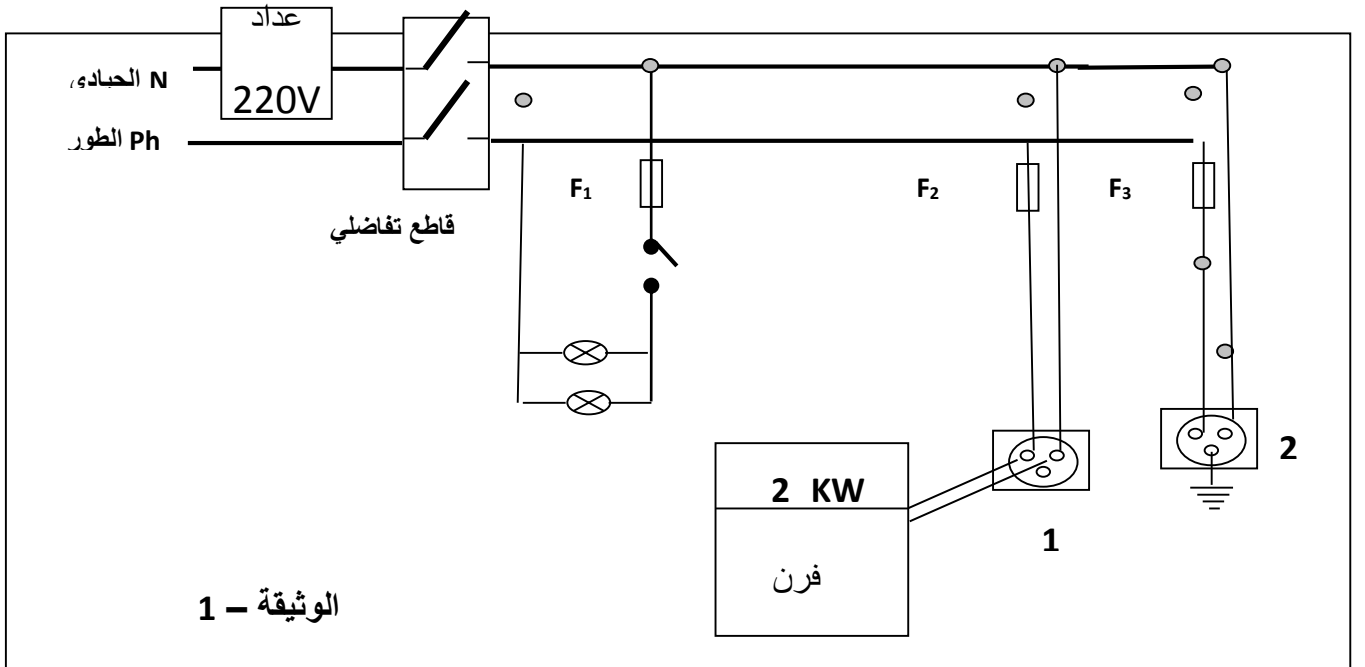 عداد
220V
N الحيادي
Ph الطور
قاطع تفاضلي
F₁
F₂
F₃
2 KW
فرن
1
2
الوثيقة – 1